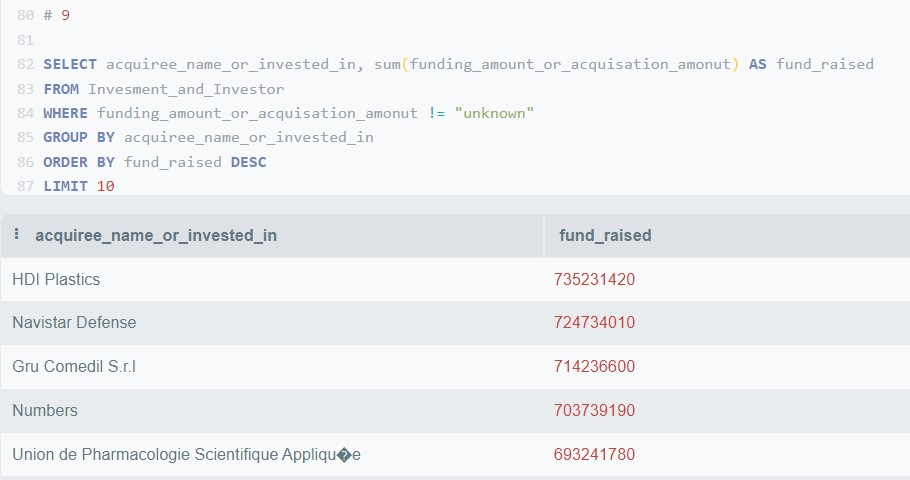 80 # 9
81
82 SELECT acquiree_name_or_invested_in, sum(funding_amount_or_acquisation_amonut) AS fund_raised
83 FROM Invesment_and_Investor
84 WHERE funding_amount_or_acquisation_amonut != "unknown"
85 GROUP BY acquiree_name_or_invested_in
86 ORDER BY fund_raised DESC
87 LIMIT 10
acquiree_name_or_invested_in fund_raised
HDI Plastics 735231420
Navistar Defense 724734010
Gru Comedil S.r.l 714236600
Numbers 703739190
Union de Pharmacologie Scientifique Appliqu�e 693241780